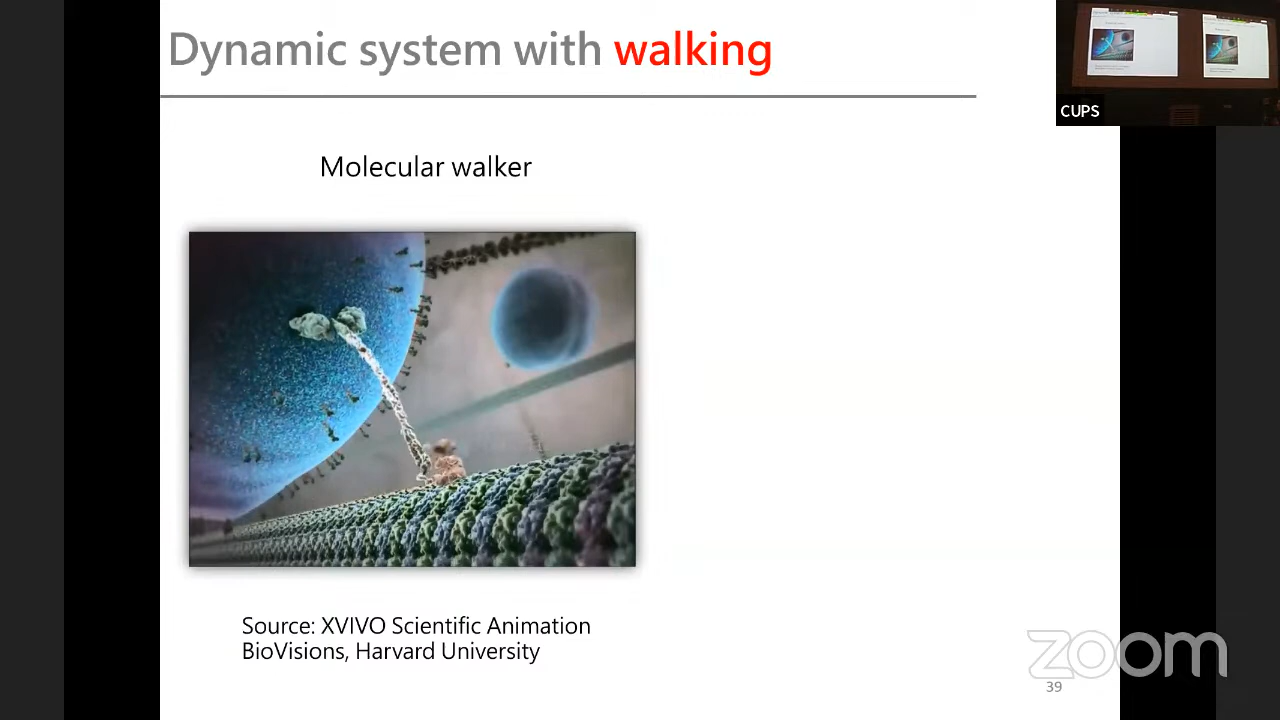 Dynamic system with walking
CUPS
Molecular walker
Source: XVIVO Scientific Animation
BioVisions, Harvard University
zoom
39